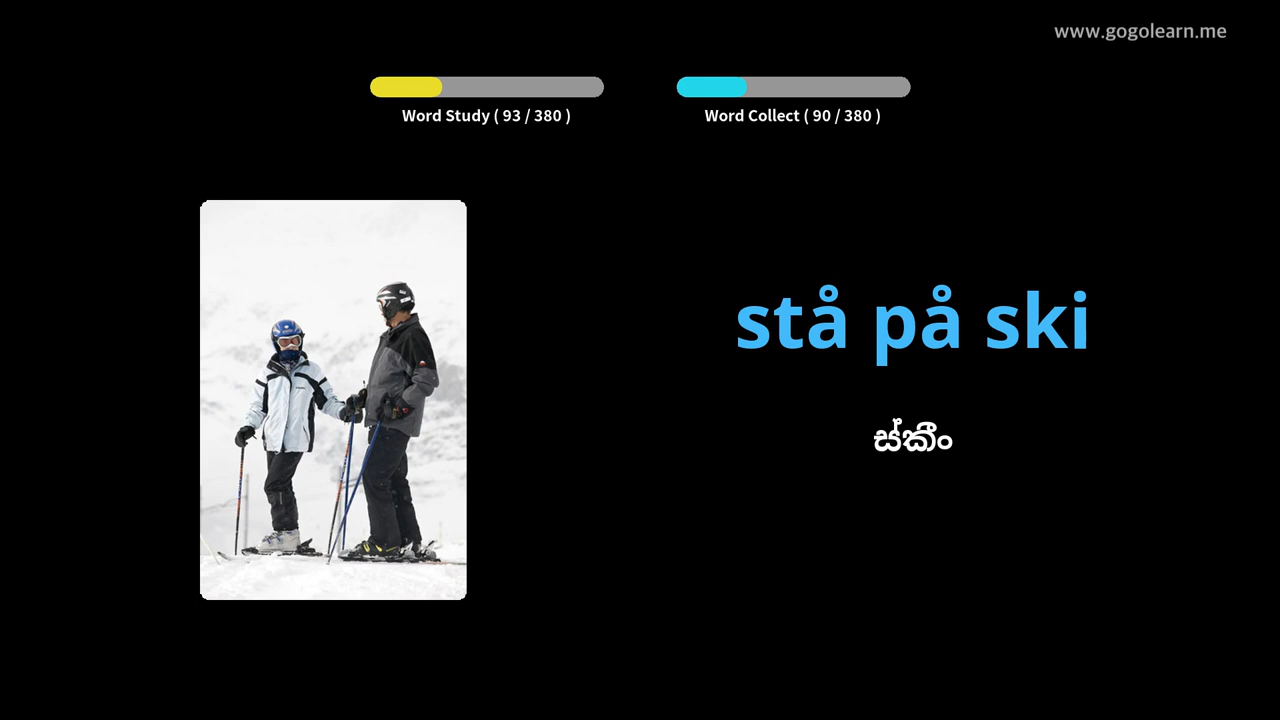 www.gogolearn.me
Word Study ( 93 / 380 )
Word Collect ( 90 / 380 )
stå på ski
ස්කීං